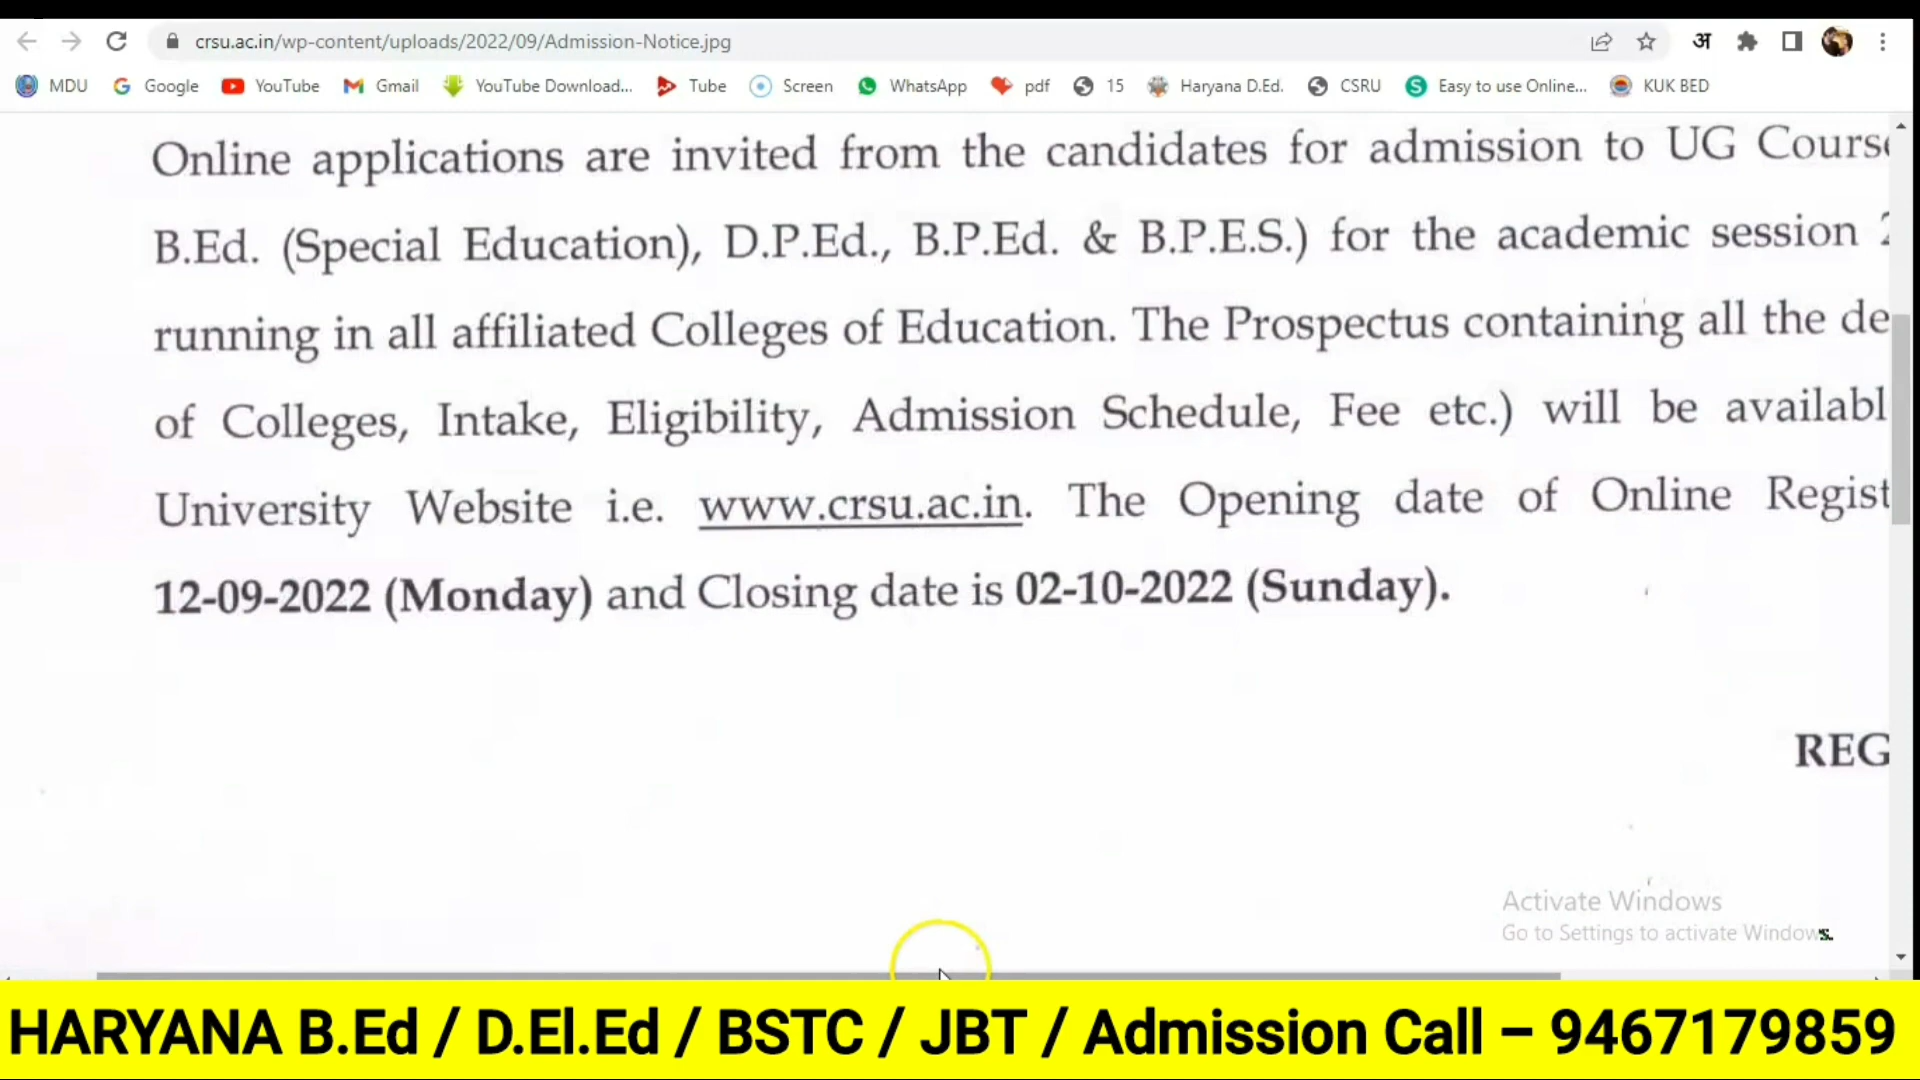 crsu.ac.in/wp-content/uploads/2022/09/Admission-Notice.jpg
अ
MDU Google YouTube Gmail YouTube Download... Tube Screen WhatsApp pdf 15 Haryana D.Ed. CSRU Easy to use Online... KUK BED
Online applications are invited from the candidates for admission to UG Cours
B.Ed. (Special Education), D.P.Ed., B.P.Ed. & B.P.E.S.) for the academic session 2
running in all affiliated Colleges of Education. The Prospectus containing all the de
of Colleges, Intake, Eligibility, Admission Schedule, Fee etc.) will be availabl
University Website i.e. www.crsu.ac.in. The Opening date of Online Regist
12-09-2022 (Monday) and Closing date is 02-10-2022 (Sunday).
REG
Activate Windows
Go to Settings to activate Windows.
HARYANA B.Ed / D.El.Ed / BSTC / JBT / Admission Call – 9467179859